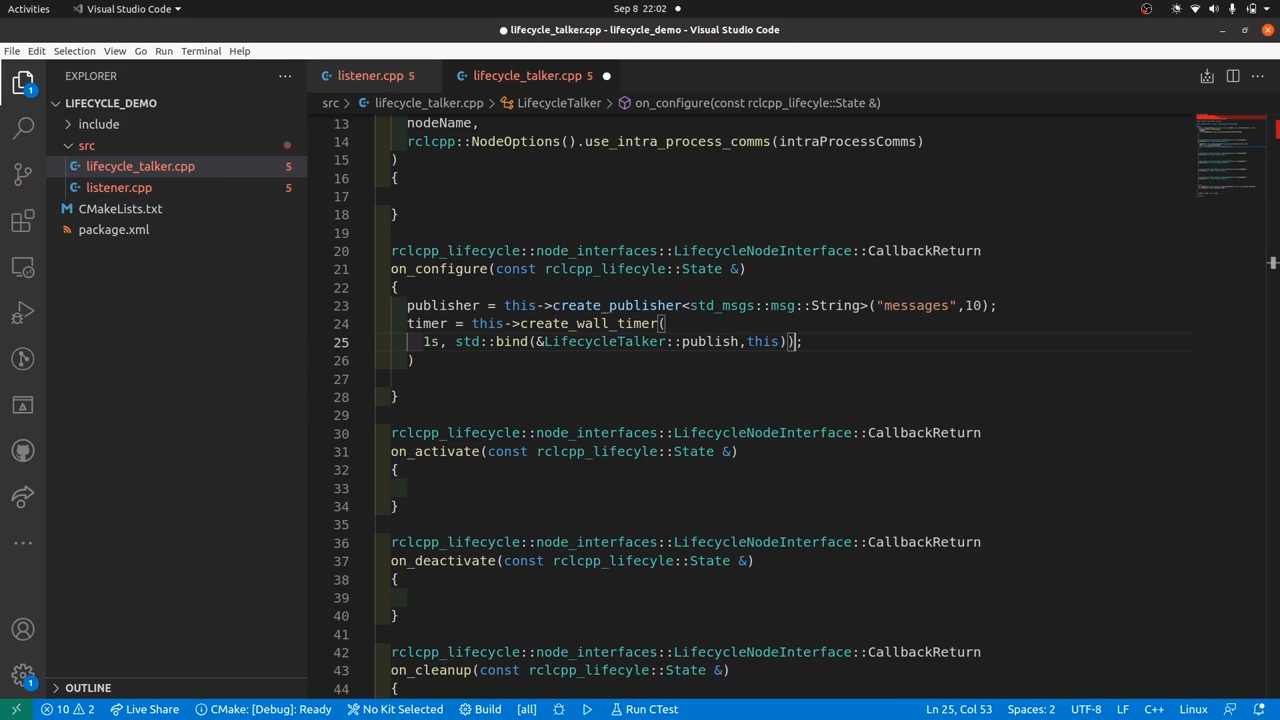 Activities
Visual Studio Code
Sep 8 22:02
lifecycle_talker.cpp - lifecycle_demo - Visual Studio Code
File Edit Selection View Go Run Terminal Help
EXPLORER
listener.cpp 5
lifecycle_talker.cpp 5
LIFECYCLE_DEMO
src > lifecycle_talker.cpp > LifecycleTalker > on_configure(const rclcpp_lifecyle::State &)
include
src
lifecycle_talker.cpp 5
listener.cpp 5
CMakeLists.txt
package.xml
13 nodeName,
14 rclcpp::NodeOptions().use_intra_process_comms(intraProcessComms)
15 )
16 {
17
18 }
19
20 rclcpp_lifecycle::node_interfaces::LifecycleNodeInterface::CallbackReturn
21 on_configure(const rclcpp_lifecyle::State &)
22 {
23 publisher = this->create_publisher<std_msgs::msg::String>("messages",10);
24 timer = this->create_wall_timer(
25 1s, std::bind(&LifecycleTalker::publish,this));
26 )
27
28 }
29
30 rclcpp_lifecycle::node_interfaces::LifecycleNodeInterface::CallbackReturn
31 on_activate(const rclcpp_lifecyle::State &)
32 {
33
34 }
35
36 rclcpp_lifecycle::node_interfaces::LifecycleNodeInterface::CallbackReturn
37 on_deactivate(const rclcpp_lifecyle::State &)
38 {
39
40 }
41
42 rclcpp_lifecycle::node_interfaces::LifecycleNodeInterface::CallbackReturn
43 on_cleanup(const rclcpp_lifecyle::State &)
44 {
1
1
OUTLINE
10 2 Live Share CMake: [Debug]: Ready No Kit Selected Build [all] Run CTest Ln 25, Col 53 Spaces: 2 UTF-8 LF C++ Linux